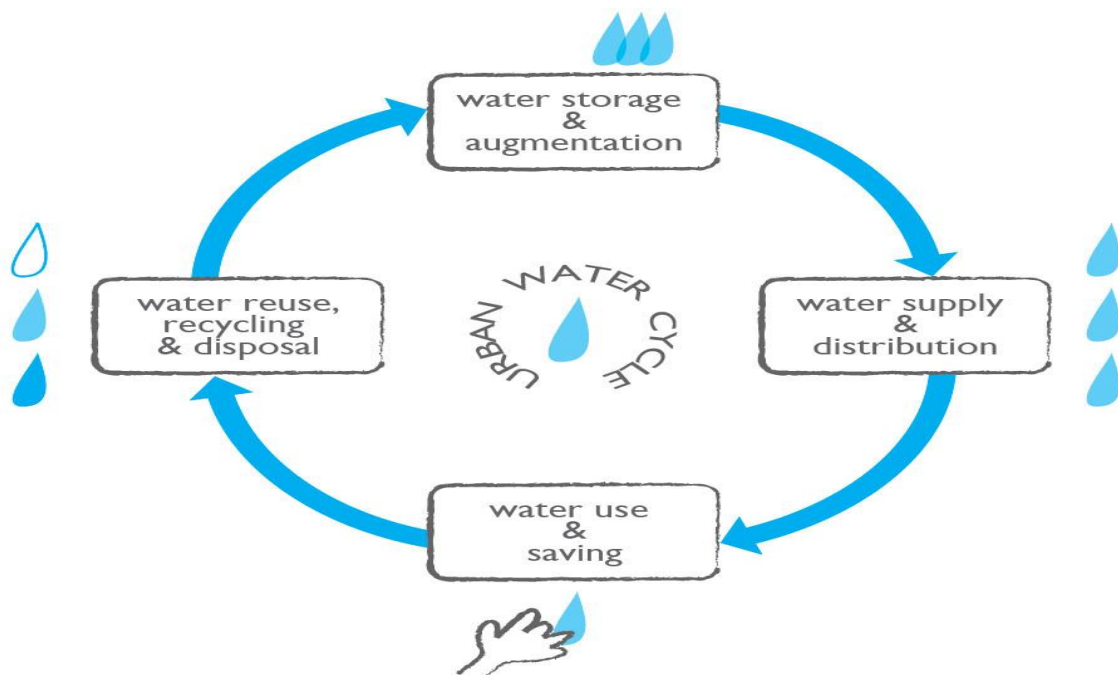 water storage
&
augmentation
water reuse,
recycling
& disposal
URBAN WATER CYCLE
water supply
&
distribution
water use
&
saving